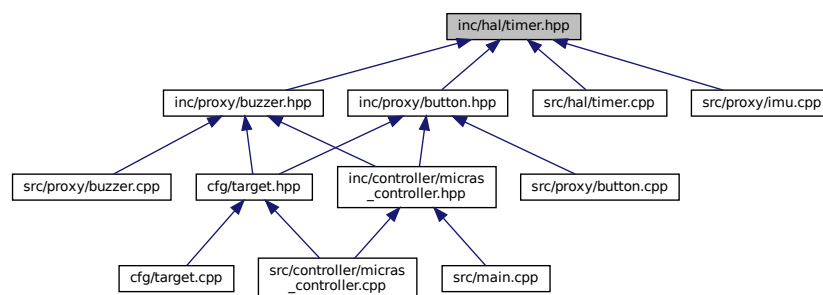 inc/hal/timer.hpp
inc/proxy/buzzer.hpp
inc/proxy/button.hpp
src/hal/timer.cpp
src/proxy/imu.cpp
src/proxy/buzzer.cpp
cfg/target.hpp
inc/controller/micras
_controller.hpp
src/proxy/button.cpp
cfg/target.cpp
src/controller/micras
_controller.cpp
src/main.cpp